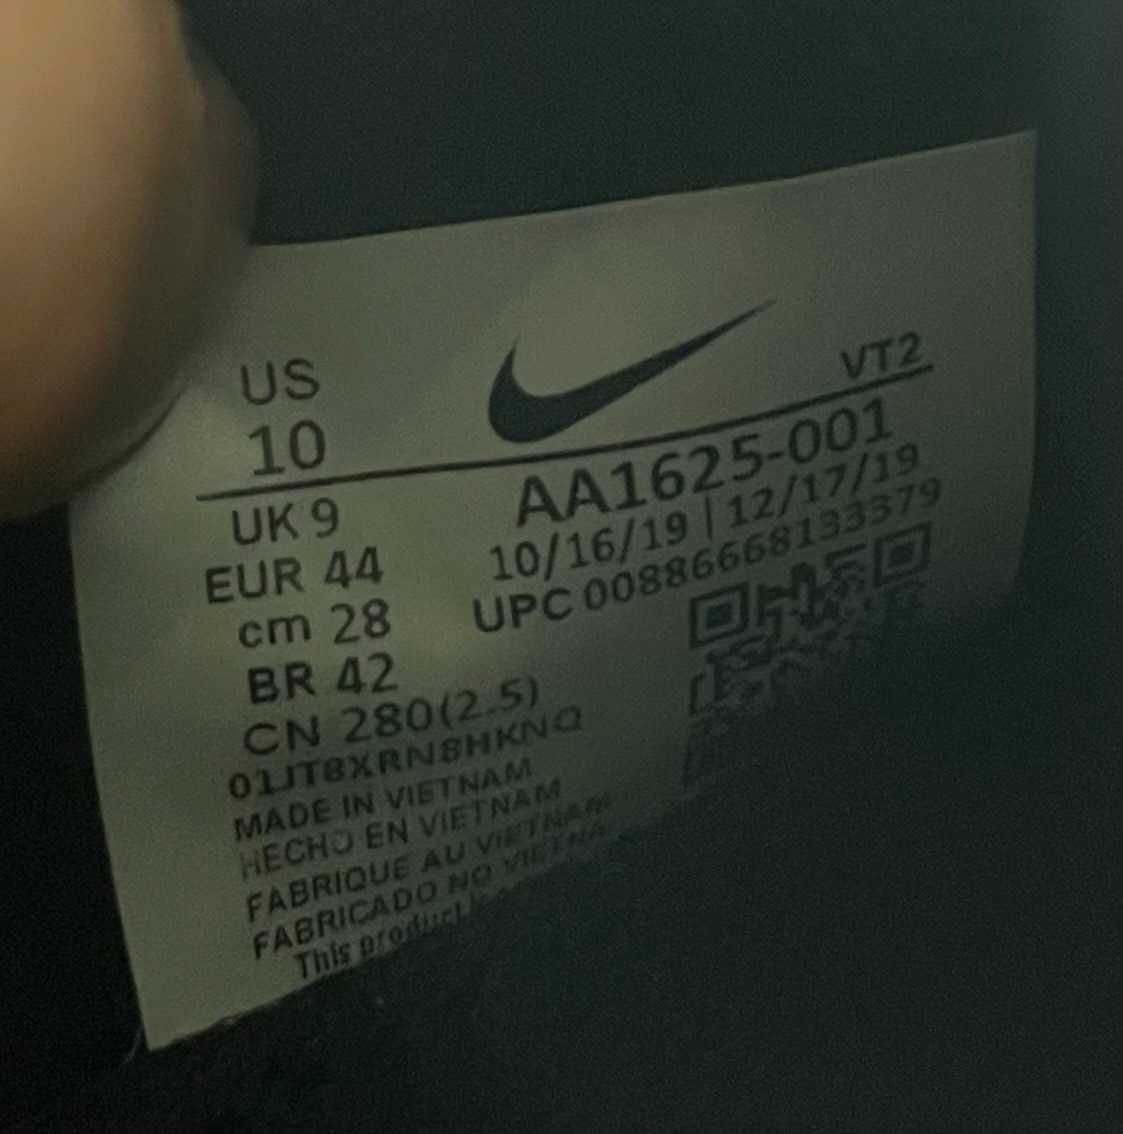 US
10
VT2
UK 9
EUR 44
cm 28
BR 42
CN 280(2.5)
AA1625-001
10/16/19 | 12/17/19
UPC 00886668133379
01JT8XRN8HKNQ
MADE IN VIETNAM
HECHO EN VIETNAM
FABRIQUE AU VIETNAM
FABRICADO NO VIETNA
This product